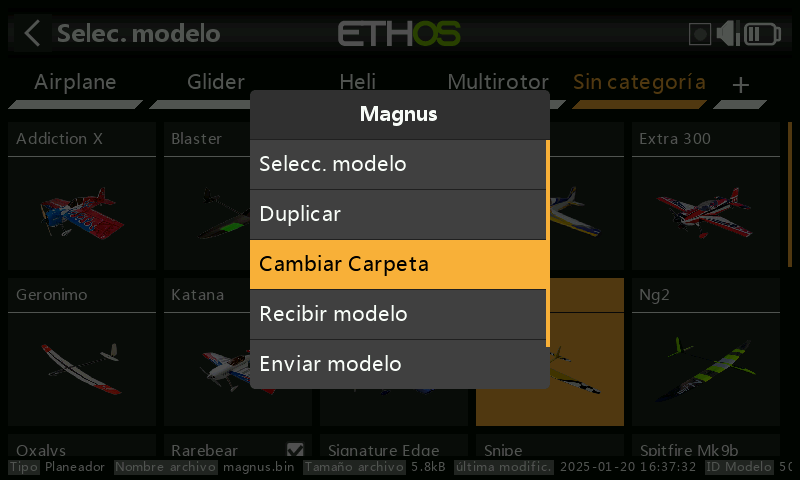 Selec. modelo ETHOS
Airplane Glider Heli Multirotor Sin categoría +
Magnus
Addiction X Blaster Extra 300
Selecc. modelo
Duplicar
Cambiar Carpeta
Geronimo Katana Ng2
Recibir modelo
Enviar modelo
Oxalys Rarebear Signature Edge Snipe Spitfire Mk9b
Tipo Planeador Nombre archivo magnus.bin Tamaño archivo 5.8kB última modific. 2025-01-20 16:37:32 ID Modelo